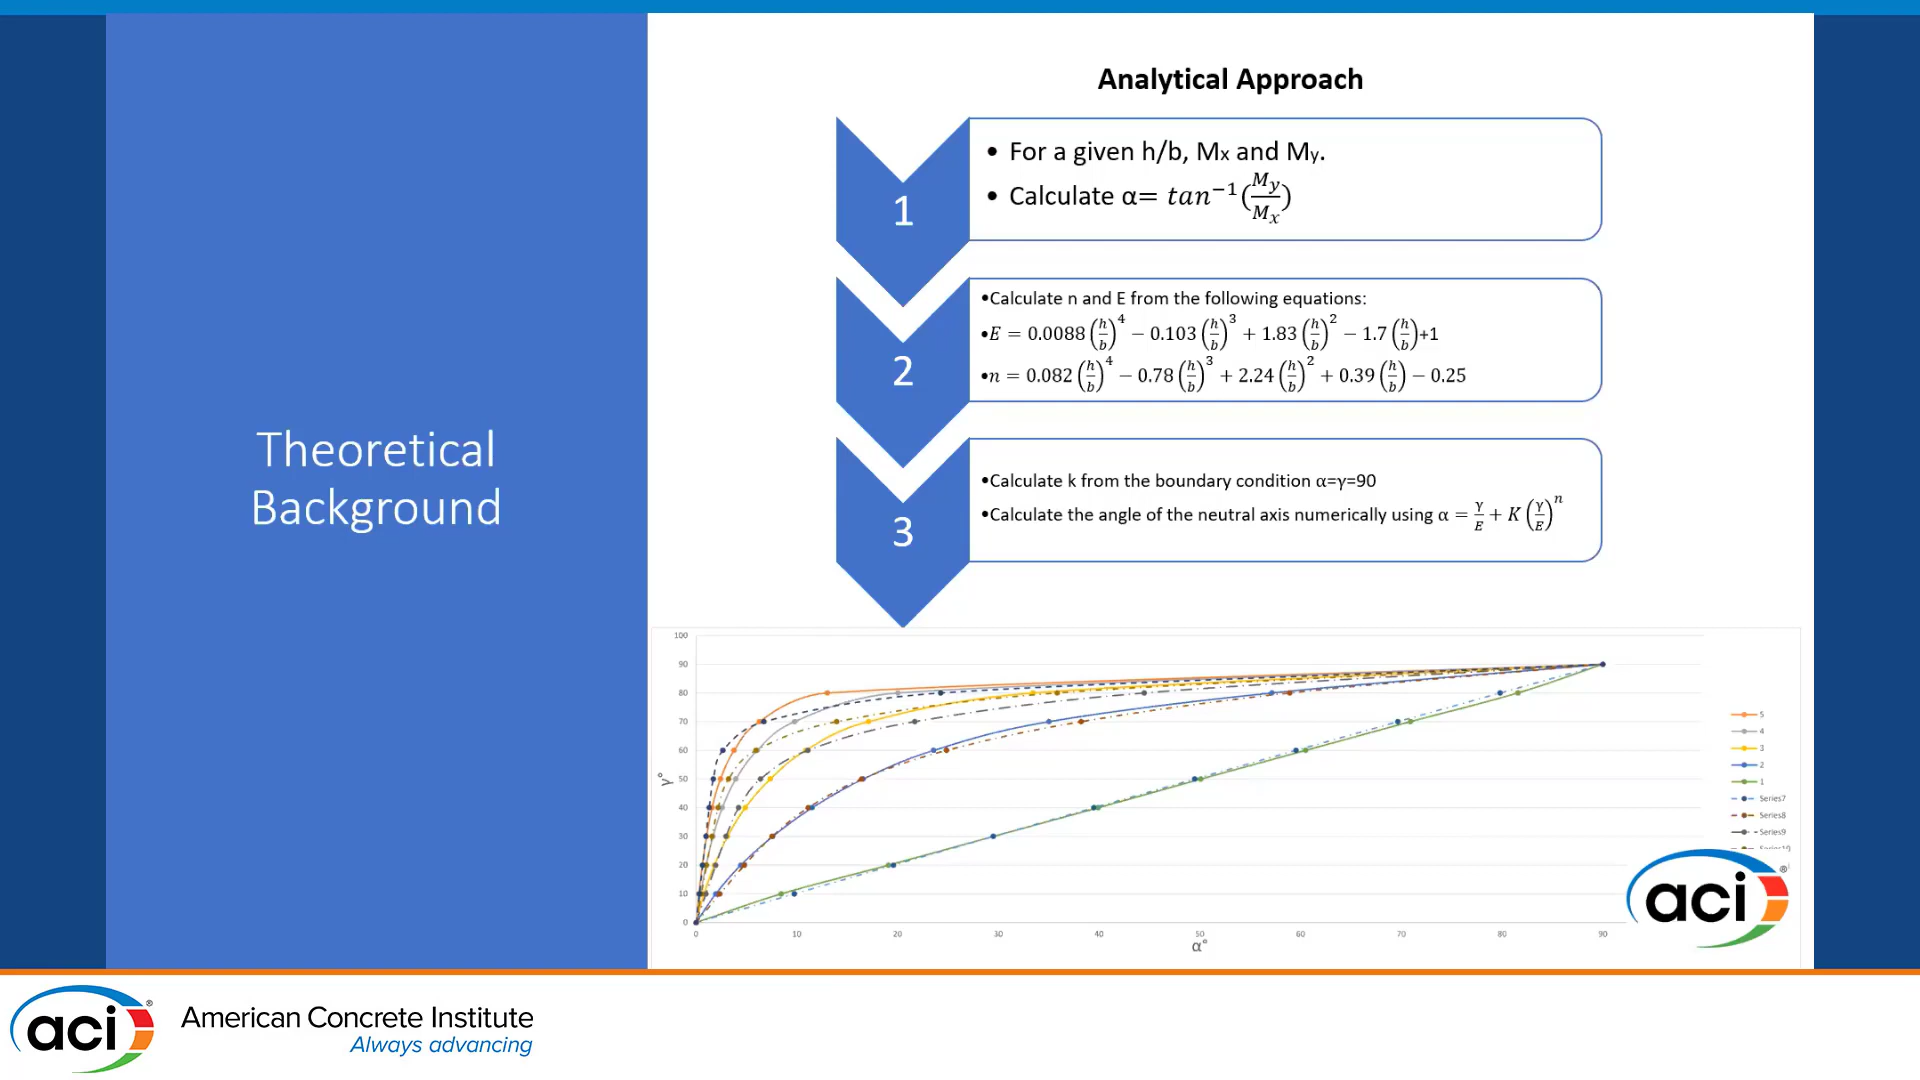 Theoretical
Background
Analytical Approach
1
• For a given h/b, Mx and My.
• Calculate α= tan⁻¹(My/Mx)
2
•Calculate n and E from the following equations:
•E = 0.0088 (h/b)⁴ − 0.103 (h/b)³ + 1.83 (h/b)² − 1.7 (h/b)+1
•n = 0.082 (h/b)⁴ − 0.78 (h/b)³ + 2.24 (h/b)² + 0.39 (h/b) − 0.25
3
•Calculate k from the boundary condition α=γ=90
•Calculate the angle of the neutral axis numerically using α = γ/E + K (γ/E)ⁿ
100
90
80
70
60
50
40
30
20
10
0
γ°
0 10 20 30 40 50 60 70 80 90
α°
5
4
3
2
1
Series7
Series8
Series9
Series10
aci®
aci®
American Concrete Institute
Always advancing